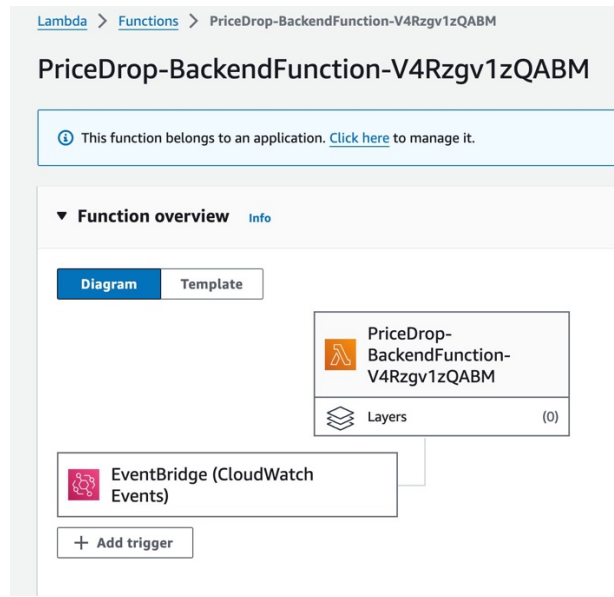 Lambda > Functions > PriceDrop-BackendFunction-V4Rzgv1zQABM
PriceDrop-BackendFunction-V4Rzgv1zQABM
This function belongs to an application. Click here to manage it.
Function overview Info
Diagram Template
PriceDrop-
BackendFunction-
V4Rzgv1zQABM
Layers (0)
EventBridge (CloudWatch
Events)
+ Add trigger